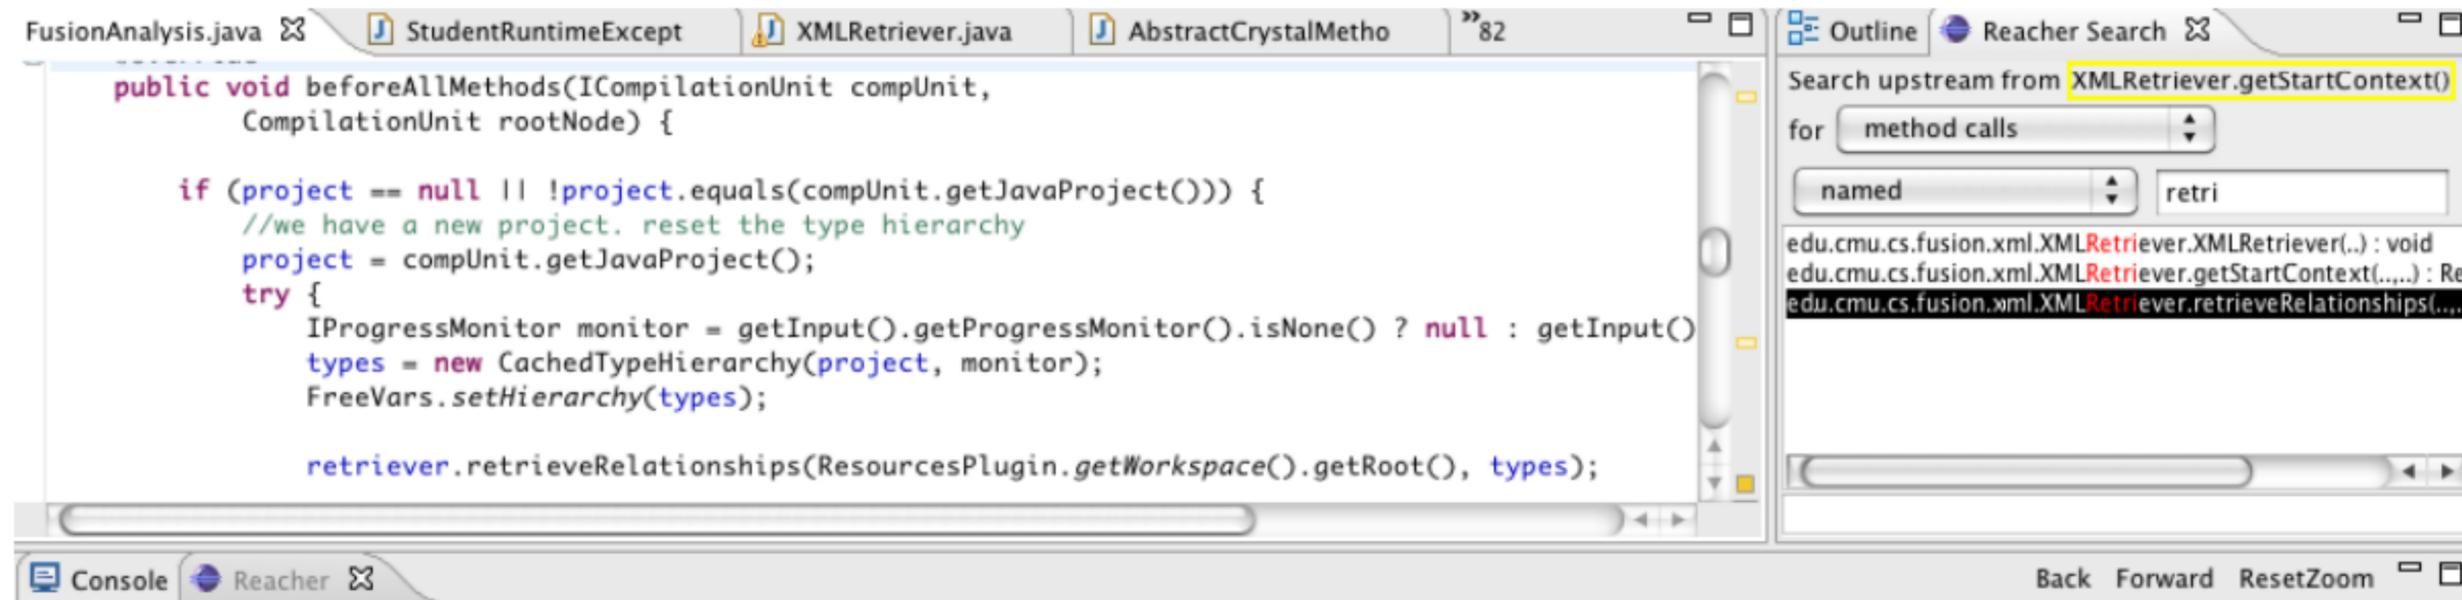 FusionAnalysis.java StudentRuntimeExcept XMLRetriever.java AbstractCrystalMetho »82
public void beforeAllMethods(ICompilationUnit compUnit,
CompilationUnit rootNode) {
if (project == null || !project.equals(compUnit.getJavaProject())) {
//we have a new project. reset the type hierarchy
project = compUnit.getJavaProject();
try {
IProgressMonitor monitor = getInput().getProgressMonitor().isNone() ? null : getInput()
types = new CachedTypeHierarchy(project, monitor);
FreeVars.setHierarchy(types);
retriever.retrieveRelationships(ResourcesPlugin.getWorkspace().getRoot(), types);
Outline Reacher Search
Search upstream from XMLRetriever.getStartContext()
for method calls
named retri
edu.cmu.cs.fusion.xml.XMLRetriever.XMLRetriever(..) : void
edu.cmu.cs.fusion.xml.XMLRetriever.getStartContext(..,..) : Re
edu.cmu.cs.fusion.xml.XMLRetriever.retrieveRelationships(..,.
Console Reacher Back Forward ResetZoom